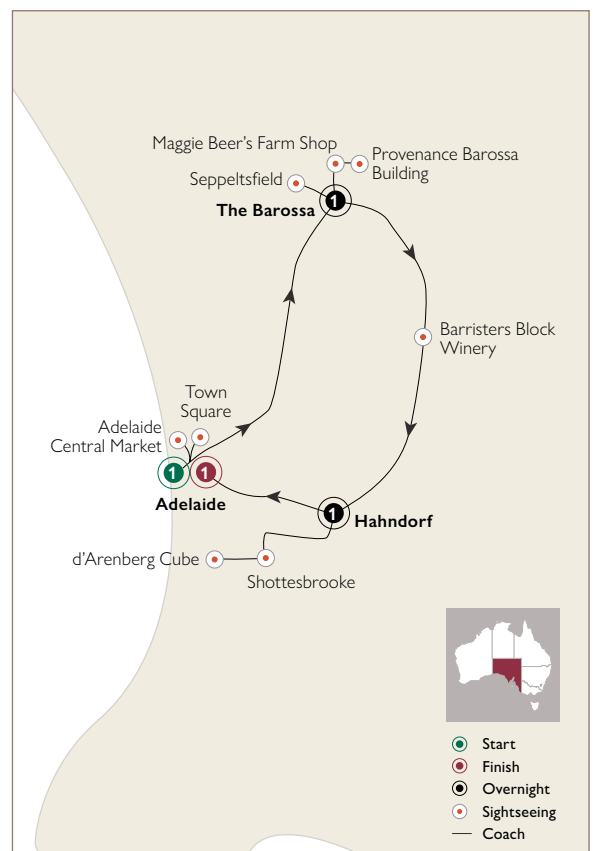 Maggie Beer's Farm Shop
Provenance Barossa
Building
Seppeltsfield
1
The Barossa
Barristers Block
Winery
Town
Square
Adelaide
Central Market
1
1
Adelaide
1
Hahndorf
d'Arenberg Cube
Shottesbrooke
Start
Finish
Overnight
Sightseeing
Coach